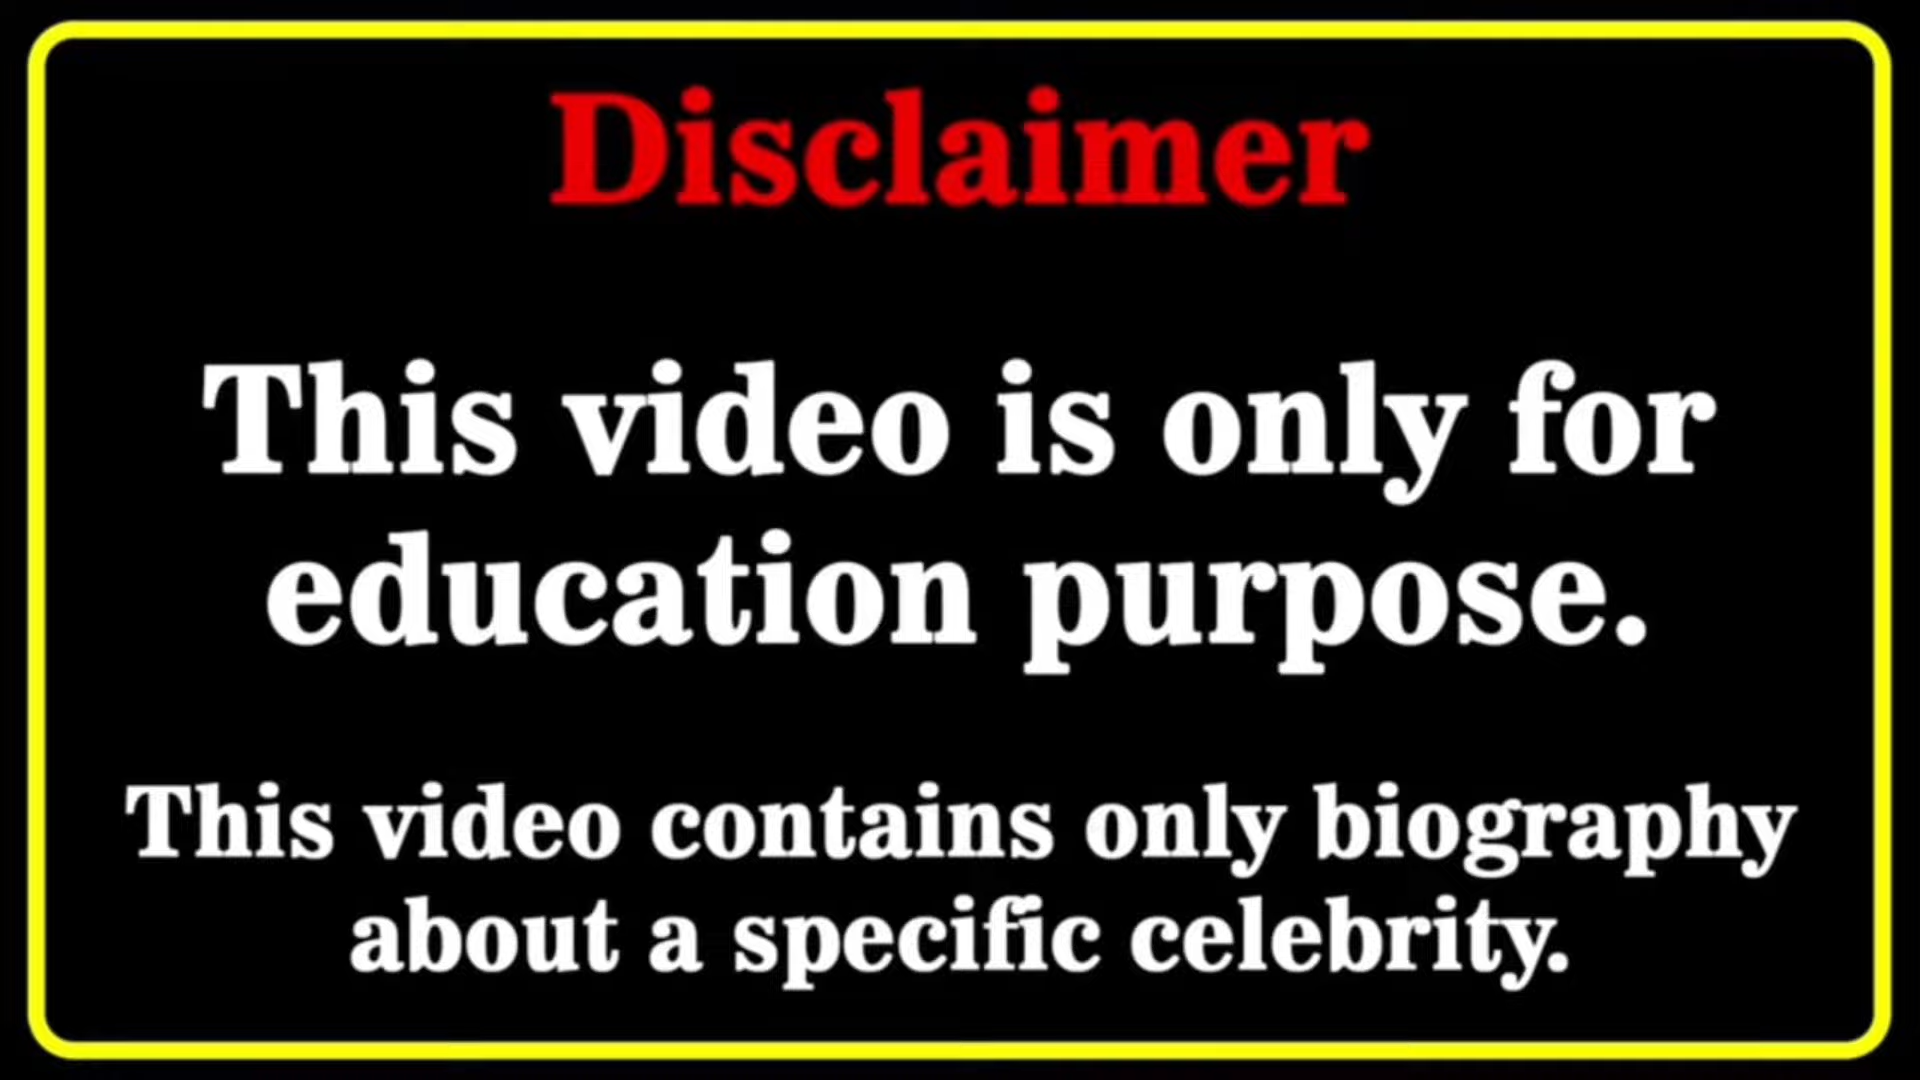 Disclaimer
This video is only for
education purpose.
This video contains only biography
about a specific celebrity.